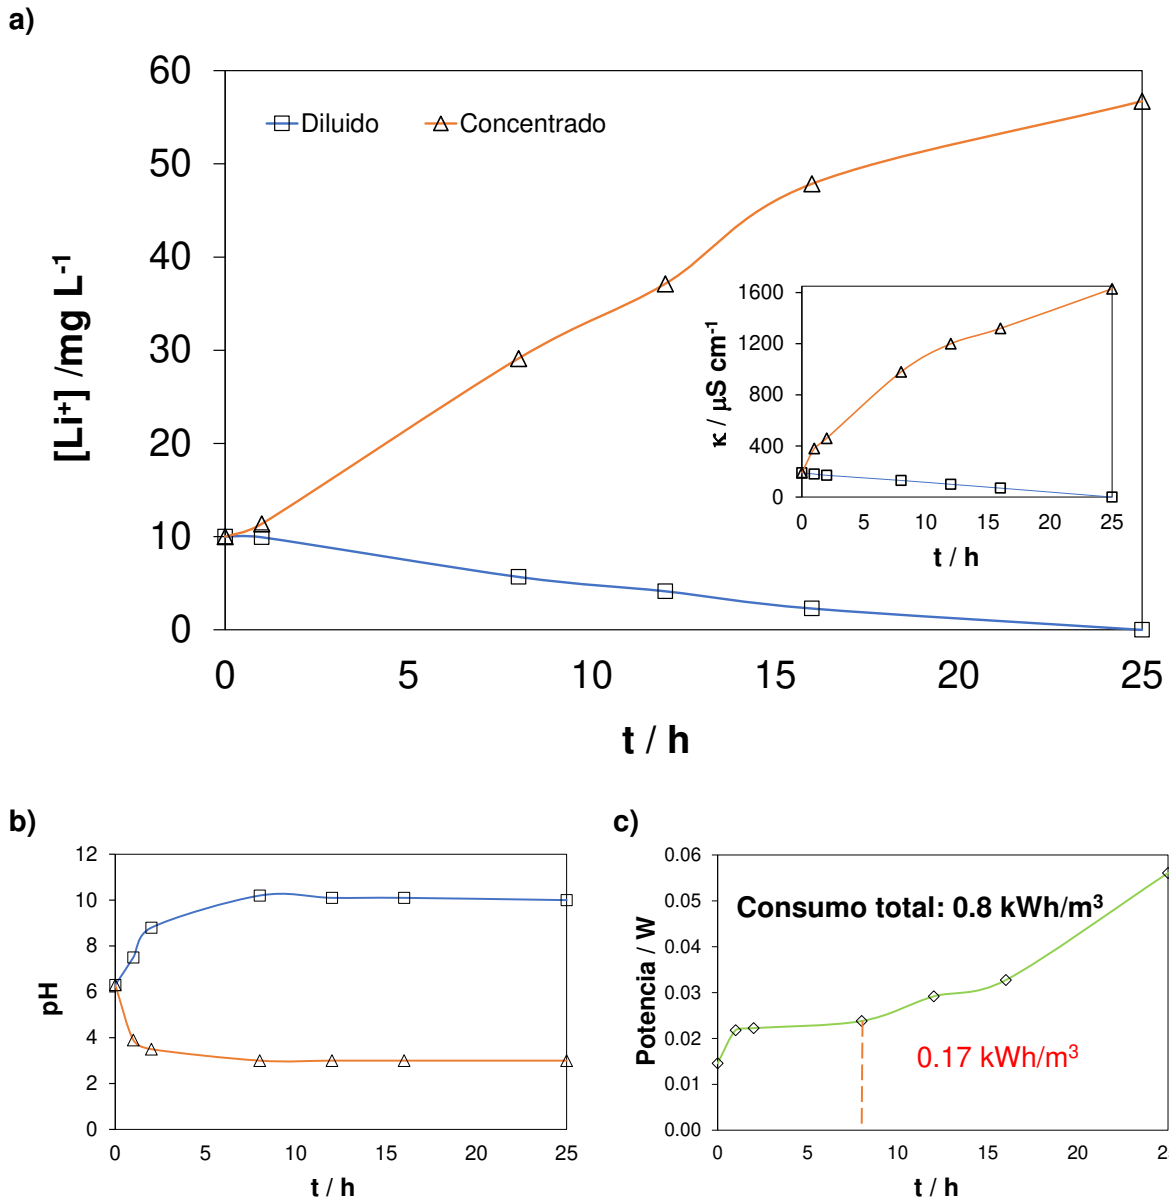 a)
60
50
40
30
20
10
0
[Li⁺] /mg L⁻¹
Diluido
Concentrado
1600
1200
800
400
0
κ / μS cm⁻¹
0 5 10 15 20 25
t / h
0 5 10 15 20 25
t / h
b)
12
10
8
6
4
2
0
pH
0 5 10 15 20 25
t / h
c)
0.06
0.05
0.04
0.03
0.02
0.01
0.00
Potencia / W
Consumo total: 0.8 kWh/m³
0.17 kWh/m³
0 5 10 15 20
t / h